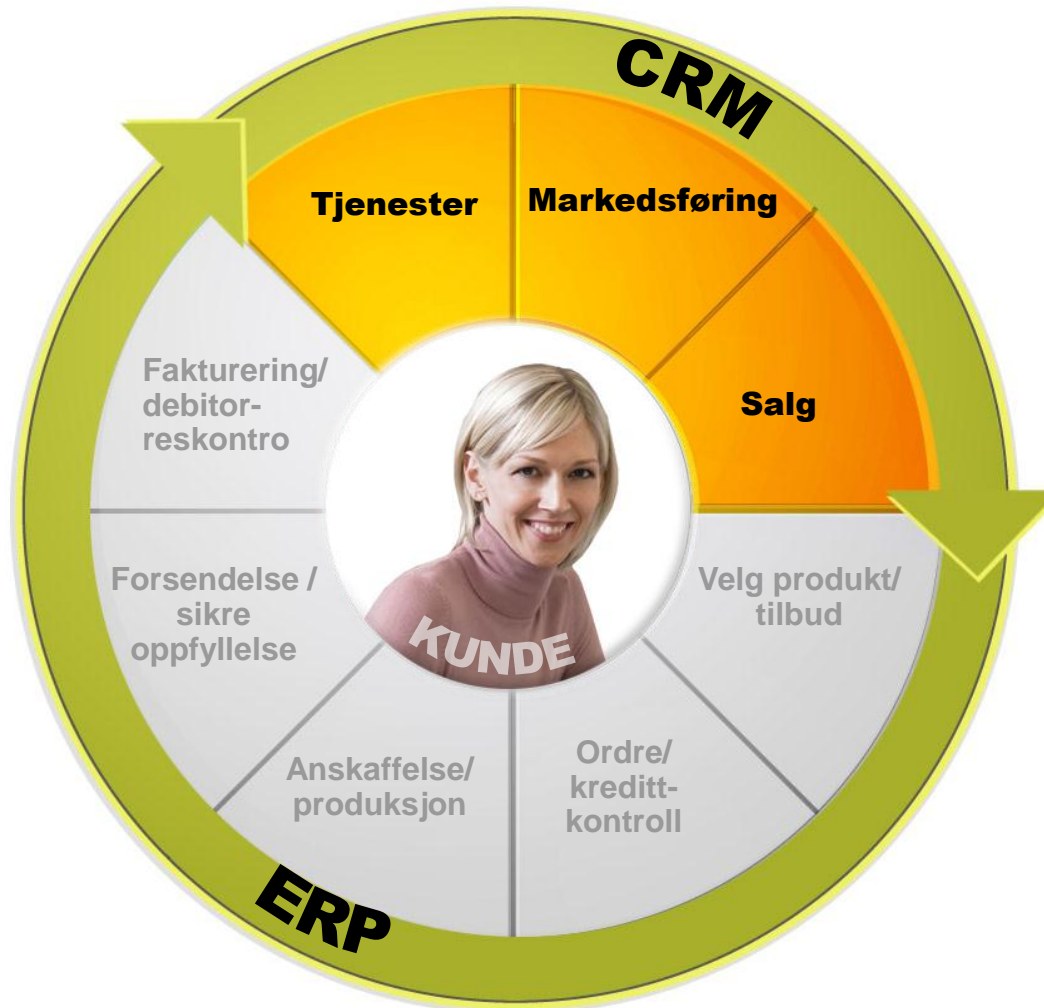 CRM
Tjenester
Markedsføring
Salg
Fakturering/
debitor-
reskontro
Forsendelse /
sikre
oppfyllelse
Velg produkt/
tilbud
KUNDE
Anskaffelse/
produksjon
Ordre/
kreditt-
kontroll
ERP